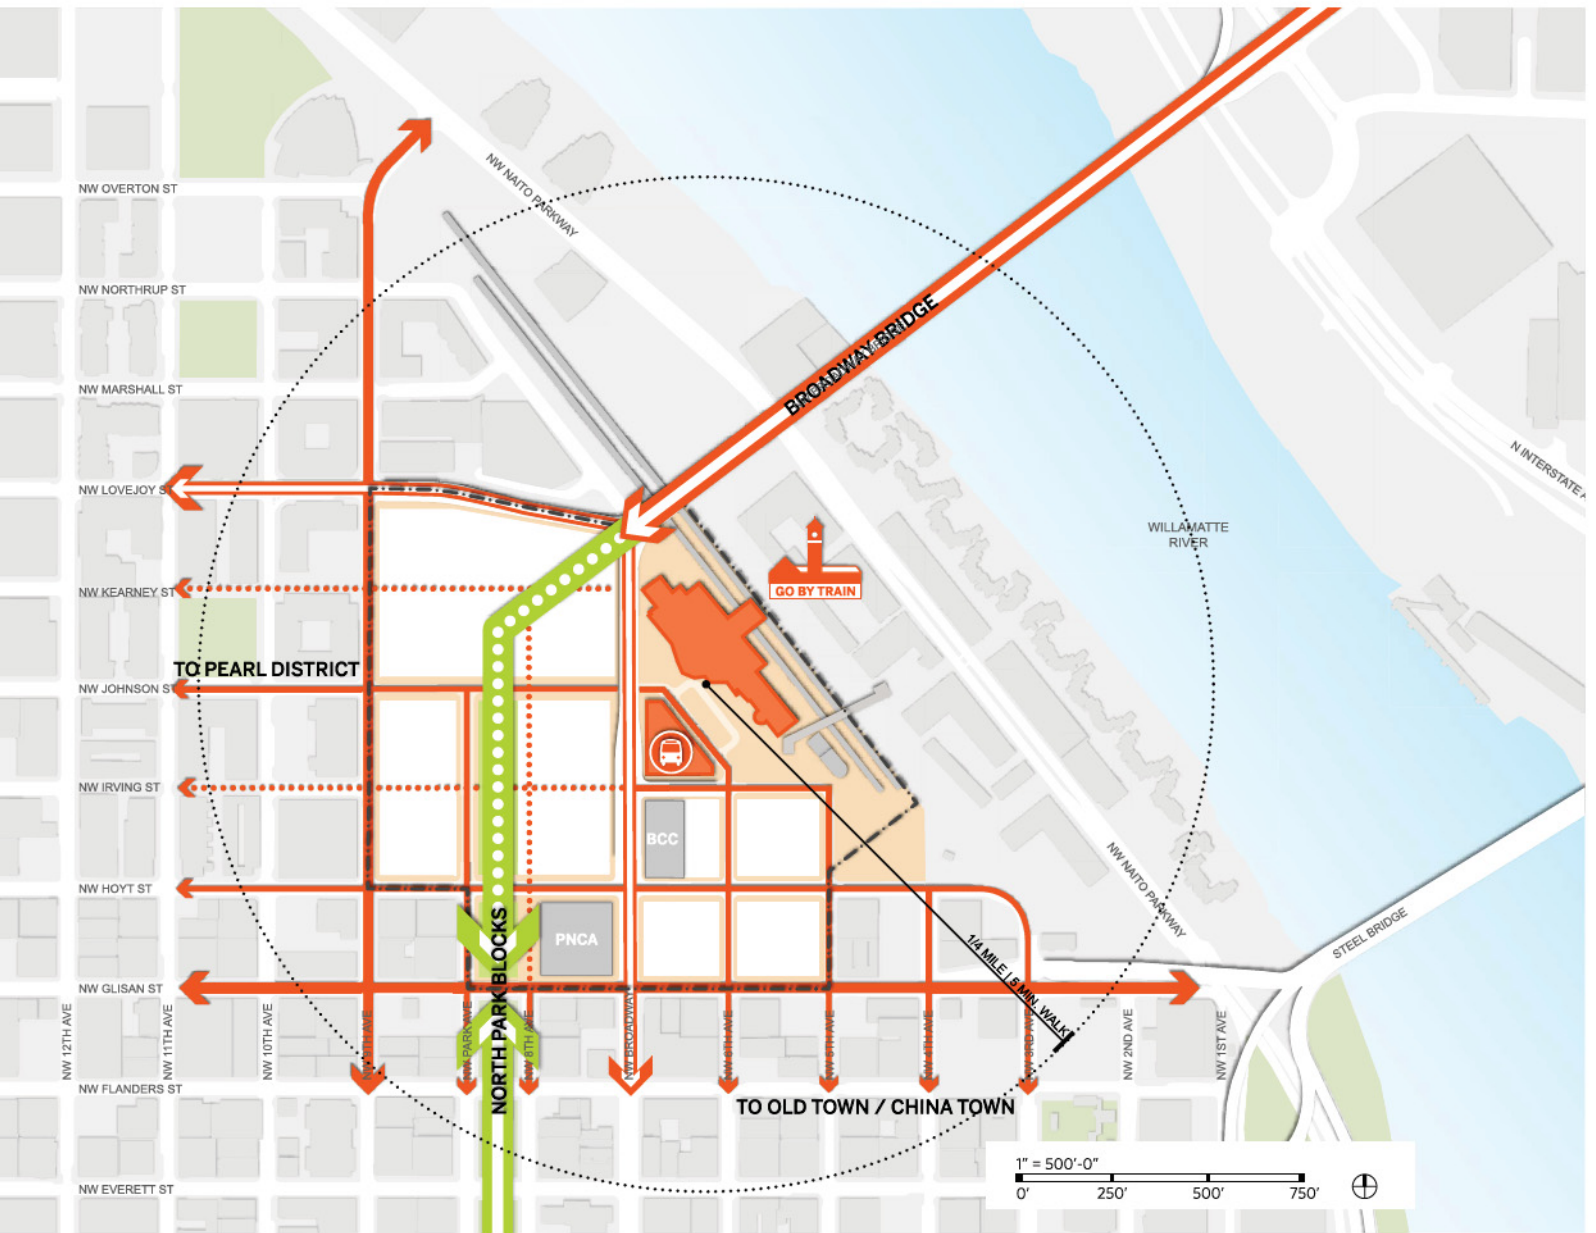 NW OVERTON ST
NW NAITO PARKWAY
NW NORTHRUP ST
BROADWAY BRIDGE
NW MARSHALL ST
N INTERSTATE
NW LOVEJOY ST
WILLAMATTE
RIVER
GO BY TRAIN
NW KEARNEY ST
TO PEARL DISTRICT
NW JOHNSON ST
NW IRVING ST
BCC
NW HOYT ST
NW NAITO PARKWAY
STEEL BRIDGE
PNCA
NORTH PARK BLOCKS
1/4 MILE | 5 MIN. WALK
NW GLISAN ST
NW 12TH AVE
NW 11TH AVE
NW 10TH AVE
NW 9TH AVE
NW PARK AVE
NW 8TH AVE
NW BROADWAY
NW 6TH AVE
NW 5TH AVE
NW 4TH AVE
NW 3RD AVE
NW 2ND AVE
NW 1ST AVE
NW FLANDERS ST
TO OLD TOWN / CHINA TOWN
NW EVERETT ST
1" = 500'-0"
0' 250' 500' 750'